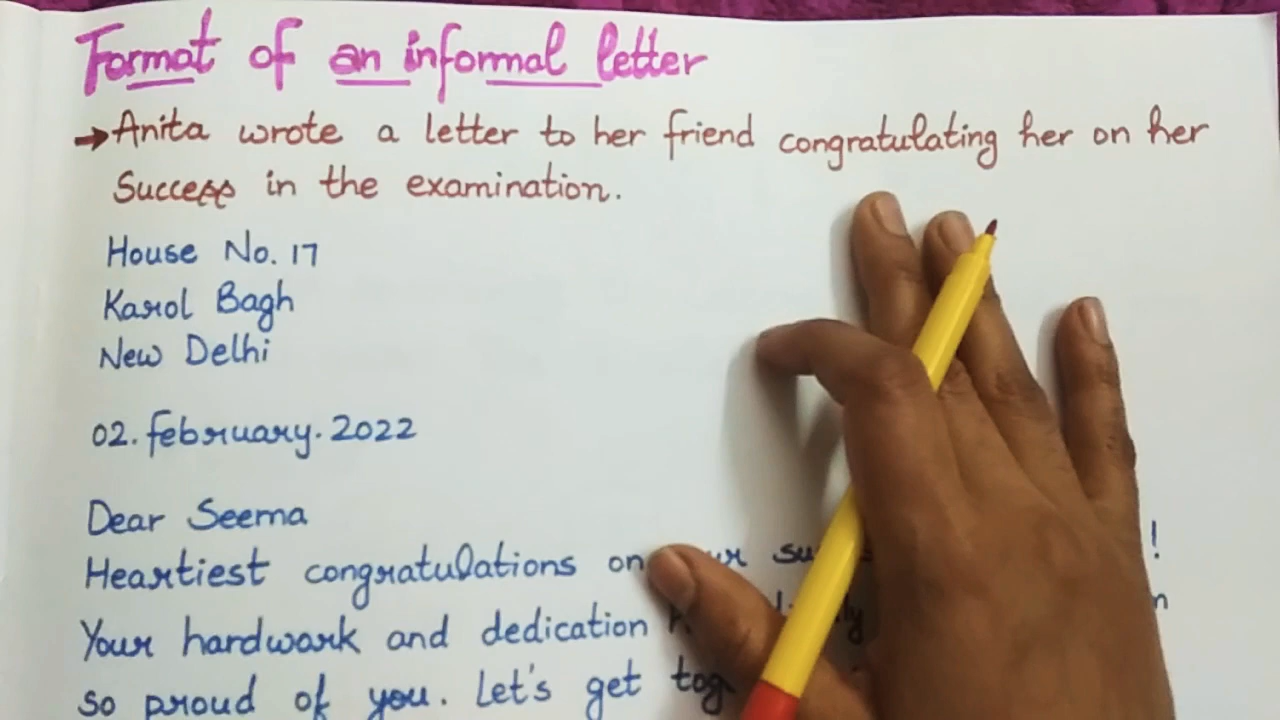 Format of an informal letter
→Anita wrote a letter to her friend congratulating her on her
Success in the examination.
House No. 17
Karol Bagh
New Delhi
02. february. 2022
Dear Seema
Heartiest congratulations on !
Your hardwark and dedication
so proud of you. Let's get